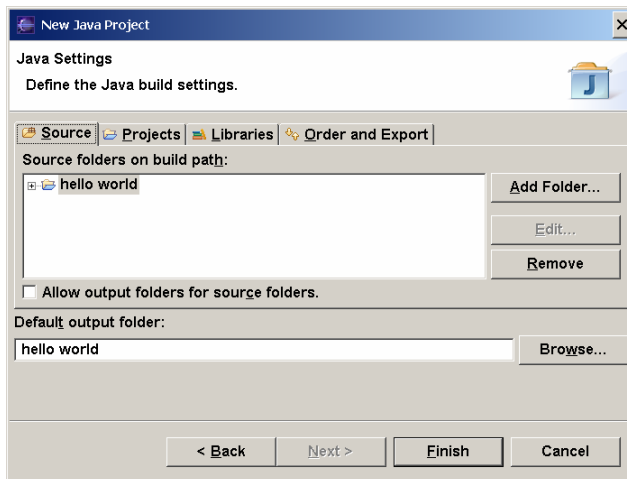 New Java Project
Java Settings
Define the Java build settings.
Source Projects Libraries Order and Export
Source folders on build path:
hello world
Add Folder...
Edit...
Remove
Allow output folders for source folders.
Default output folder:
hello world
Browse...
< Back Next > Finish Cancel